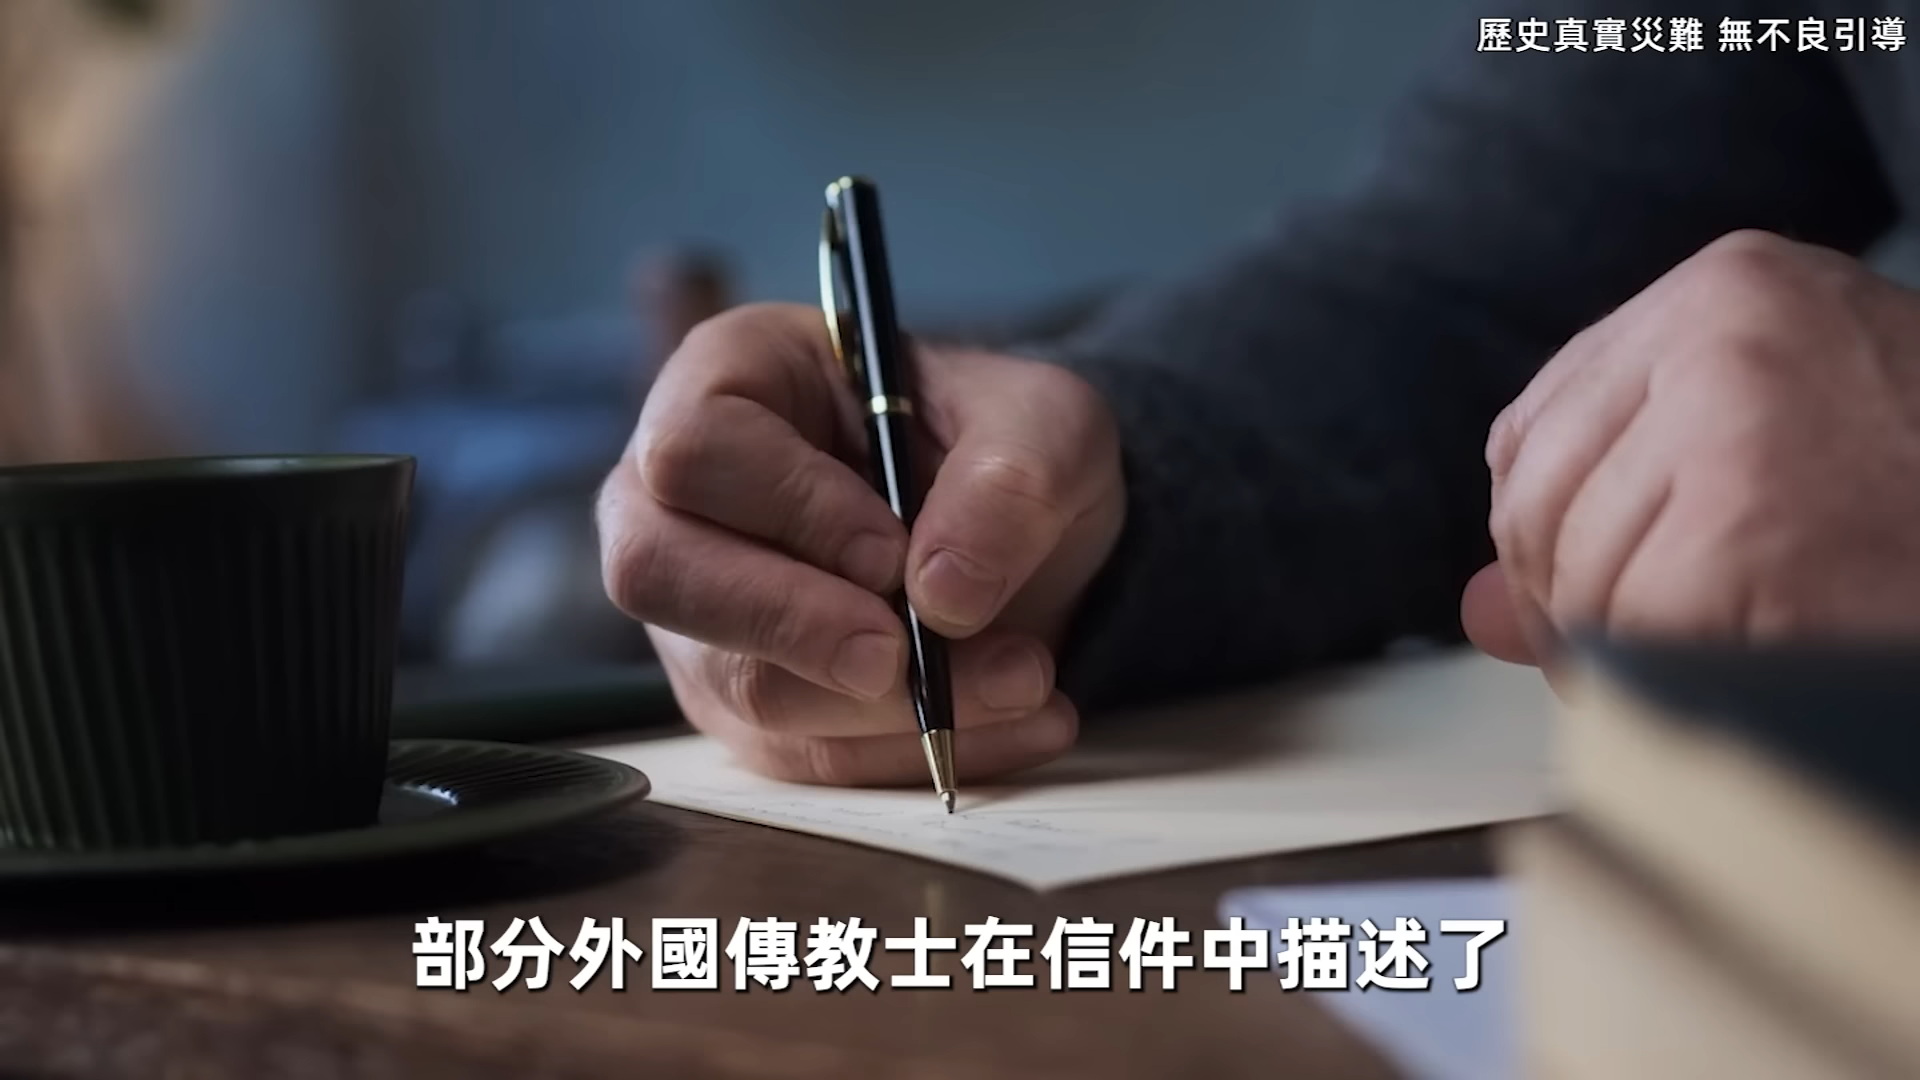 歷史真實災難 無不良引導
部分外國傳教士在信件中描述了